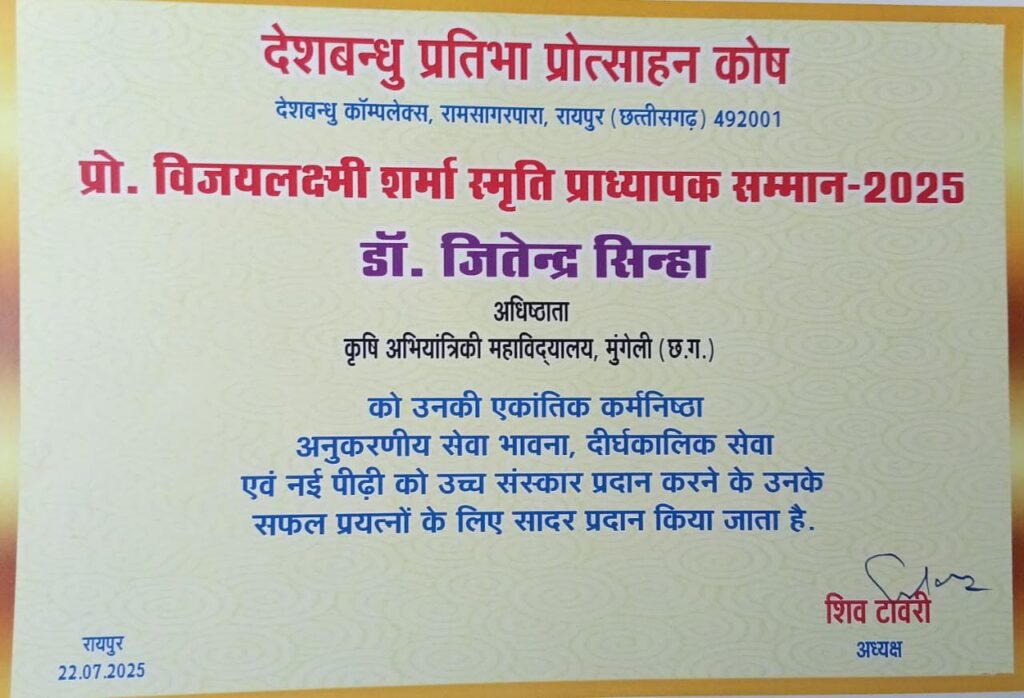 देशबन्धु प्रतिभा प्रोत्साहन कोष
देशबन्धु कॉम्पलेक्स, रामसागरपारा, रायपुर (छत्तीसगढ़) 492001
प्रो. विजयलक्ष्मी शर्मा स्मृति प्राध्यापक सम्मान-2025
डॉ. जितेन्द्र सिन्हा
अधिष्ठाता
कृषि अभियांत्रिकी महाविद्यालय, मुंगेली (छ.ग.)
को उनकी एकांतिक कर्मनिष्ठा
अनुकरणीय सेवा भावना, दीर्घकालिक सेवा
एवं नई पीढ़ी को उच्च संस्कार प्रदान करने के उनके
सफल प्रयत्नों के लिए सादर प्रदान किया जाता है.
शिव टावरी
अध्यक्ष
रायपुर
22.07.2025